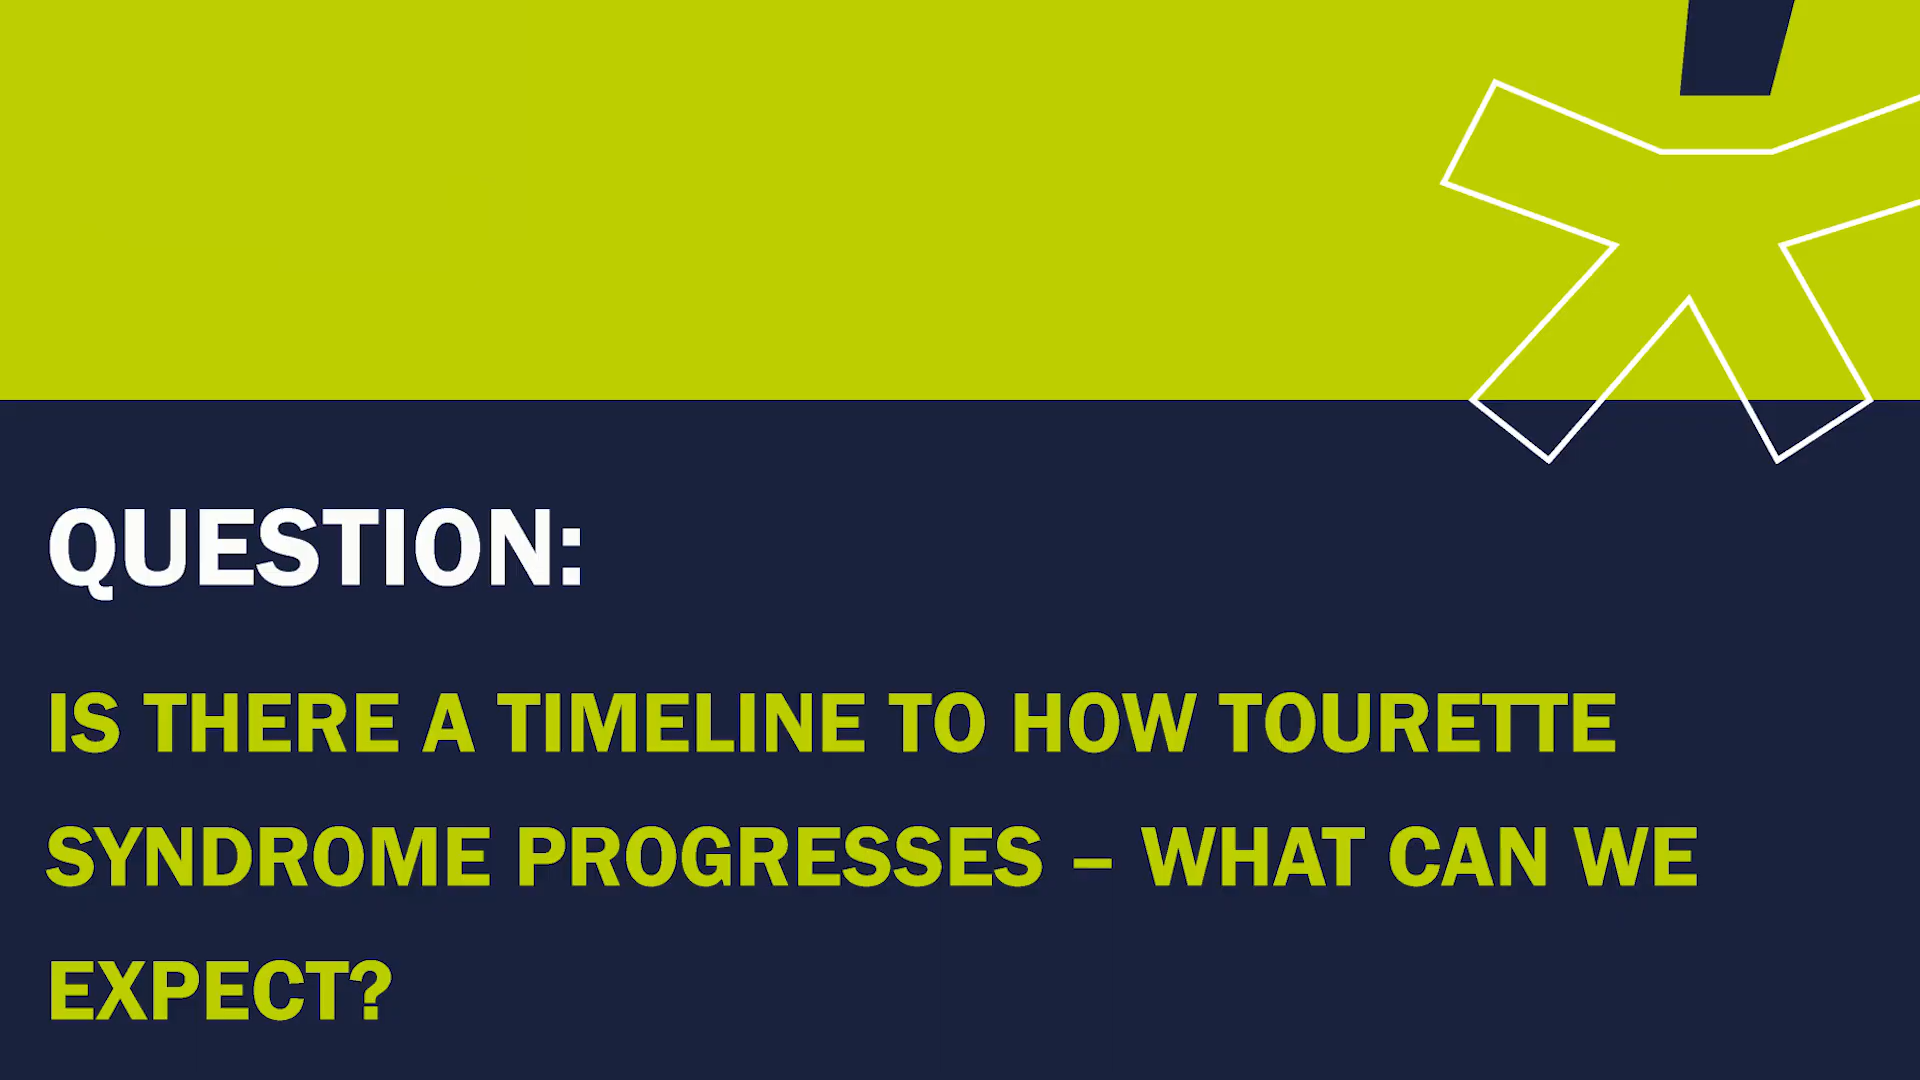 QUESTION:
IS THERE A TIMELINE TO HOW TOURETTE
SYNDROME PROGRESSES – WHAT CAN WE
EXPECT?